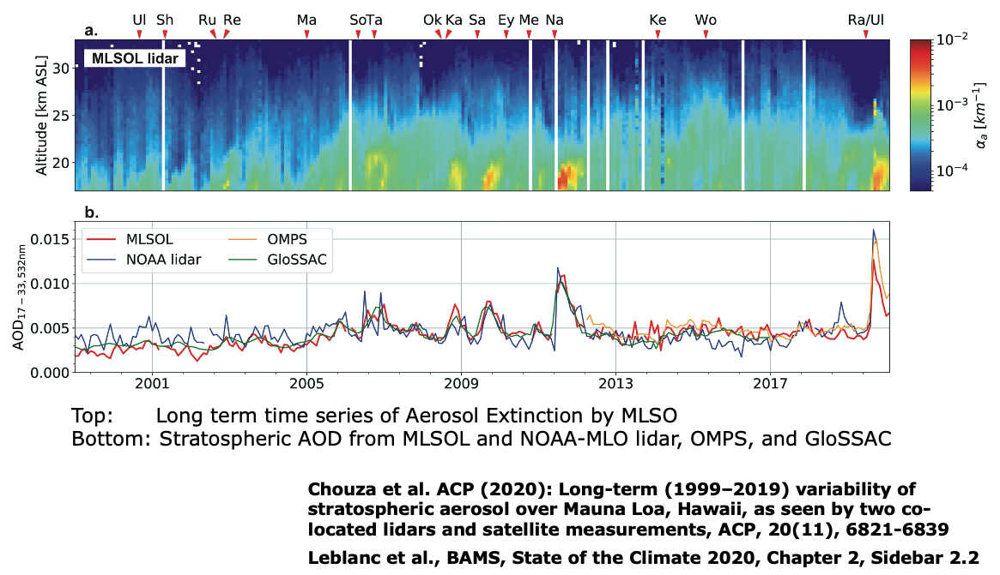 Ul Sh Ru Re Ma So Ta Ok Ka Sa Ey Me Na Ke Wo Ra/Ul
a.
MLSOL lidar
Altitude [km ASL]
30
25
20
10⁻²
10⁻³
10⁻⁴
αₐ [km⁻¹]
b.
MLSOL OMPS
NOAA lidar GloSSAC
AOD₁₇₋₃₃,₅₃₂ₙₘ
0.015
0.010
0.005
0.000
2001 2005 2009 2013 2017
Top: Long term time series of Aerosol Extinction by MLSO
Bottom: Stratospheric AOD from MLSOL and NOAA-MLO lidar, OMPS, and GloSSAC
Chouza et al. ACP (2020): Long-term (1999–2019) variability of
stratospheric aerosol over Mauna Loa, Hawaii, as seen by two co-
located lidars and satellite measurements, ACP, 20(11), 6821-6839
Leblanc et al., BAMS, State of the Climate 2020, Chapter 2, Sidebar 2.2